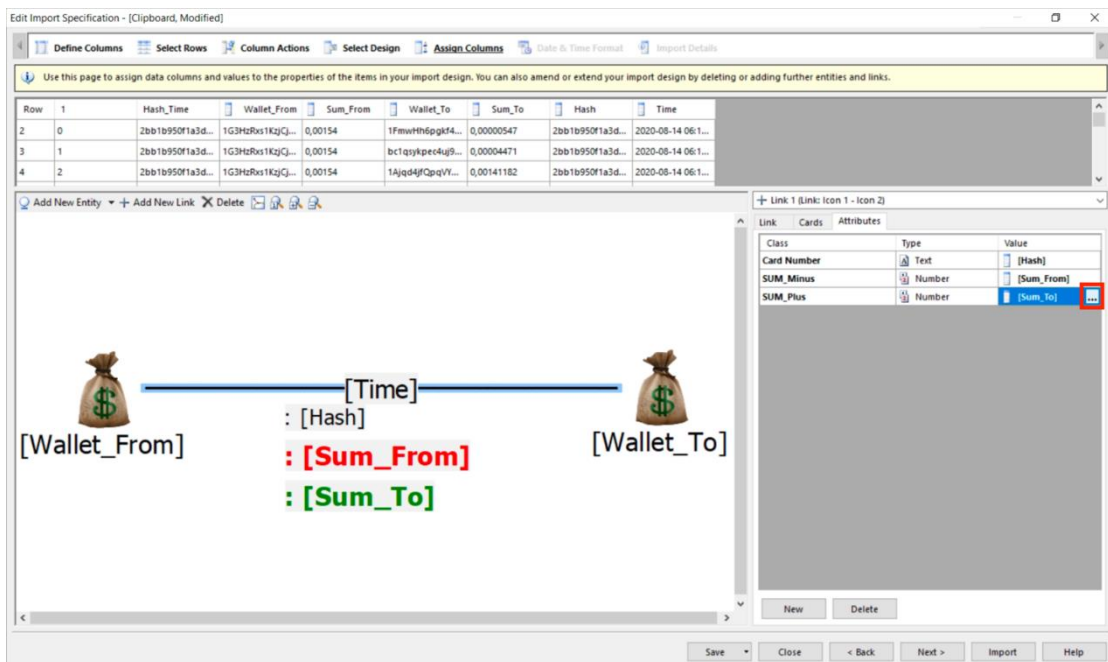 Edit Import Specification - [Clipboard, Modified]
Define Columns Select Rows Column Actions Select Design Assign Columns Date & Time Format Import Details
Use this page to assign data columns and values to the properties of the items in your import design. You can also amend or extend your import design by deleting or adding further entities and links.
Row 1 Hash_Time Wallet_From Sum_From Wallet_To Sum_To Hash Time
2 0 2bb1b950f1a3d... 1G3HzRxs1KzjCj... 0,00154 1FmwHh6pgkf4... 0,00000547 2bb1b950f1a3d... 2020-08-14 06:1...
3 1 2bb1b950f1a3d... 1G3HzRxs1KzjCj... 0,00154 bc1qsykpec4uj9... 0,00004471 2bb1b950f1a3d... 2020-08-14 06:1...
4 2 2bb1b950f1a3d... 1G3HzRxs1KzjCj... 0,00154 1Ajqd4jfQpqVY... 0,00141182 2bb1b950f1a3d... 2020-08-14 06:1...
Add New Entity Add New Link Delete
Link 1 (Link: Icon 1 - Icon 2)
Link Cards Attributes
Class Type Value
Card Number Text [Hash]
SUM_Minus Number [Sum_From]
SUM_Plus Number [Sum_To] ...
[Time]
: [Hash]
[Wallet_From] [Wallet_To]
: [Sum_From]
: [Sum_To]
New Delete
Save Close < Back Next > Import Help